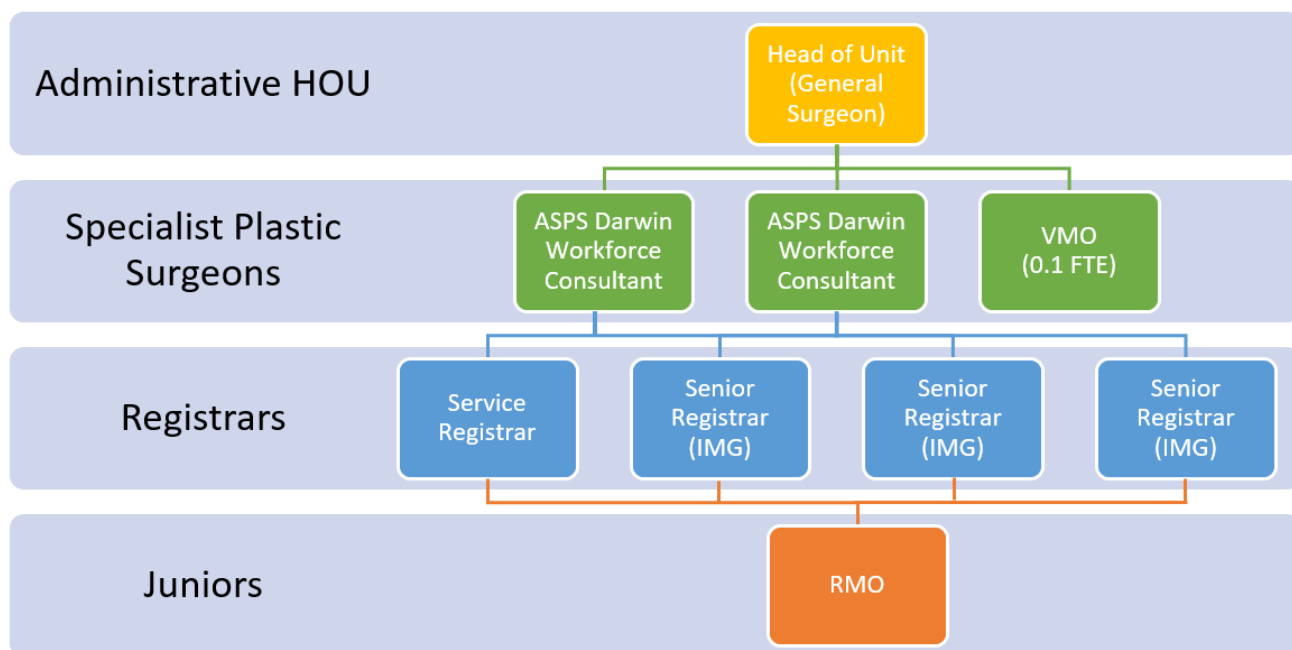 Administrative HOU
Head of Unit
(General
Surgeon)
Specialist Plastic
Surgeons
ASPS Darwin
Workforce
Consultant
ASPS Darwin
Workforce
Consultant
VMO
(0.1 FTE)
Registrars
Service
Registrar
Senior
Registrar
(IMG)
Senior
Registrar
(IMG)
Senior
Registrar
(IMG)
Juniors
RMO